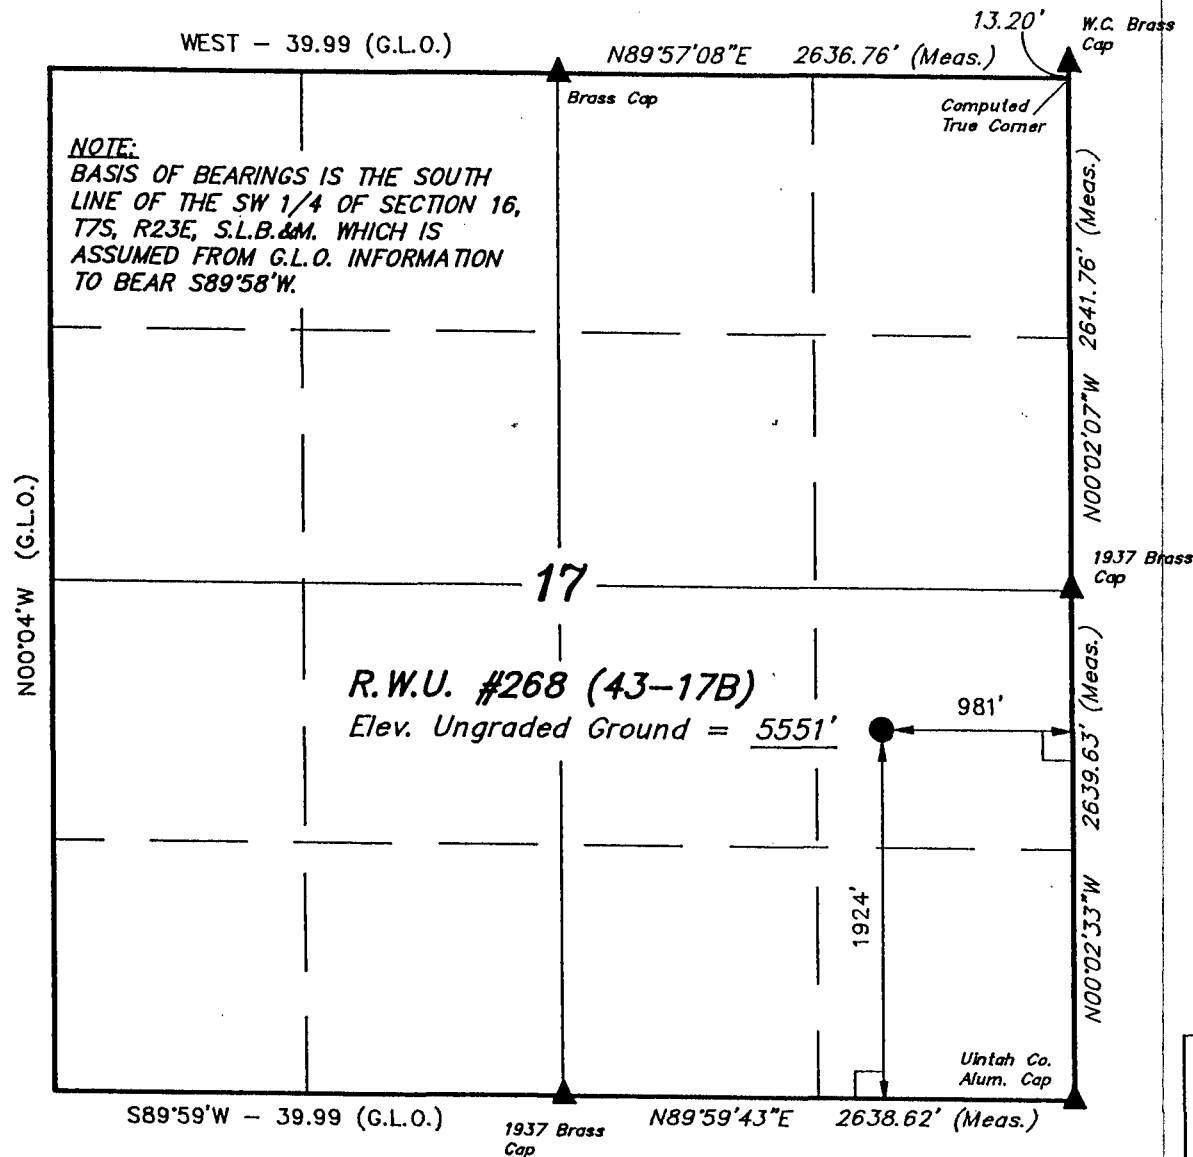 13.20'
W.C. Brass
Cap
WEST – 39.99 (G.L.O.)
N89°57'08"E 2636.76' (Meas.)
Brass Cap
Computed
True Corner
NOTE:
BASIS OF BEARINGS IS THE SOUTH
LINE OF THE SW 1/4 OF SECTION 16,
T7S, R23E, S.L.B.&M. WHICH IS
ASSUMED FROM G.L.O. INFORMATION
TO BEAR S89°58'W.
N00°02'07"W 2641.76' (Meas.)
N00°04'W (G.L.O.)
1937 Brass
Cap
17
R.W.U. #268 (43–17B)
Elev. Ungraded Ground = 5551'
981'
N00°02'33"W 2639.63' (Meas.)
1924'
Uintah Co.
Alum. Cap
S89°59'W – 39.99 (G.L.O.)
1937 Brass
Cap
N89°59'43"E 2638.62' (Meas.)